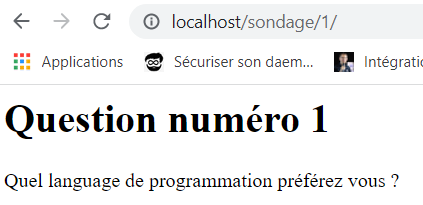 localhost/sondage/1/
Applications Sécuriser son daem... Intégratio
Question numéro 1
Quel language de programmation préférez vous ?